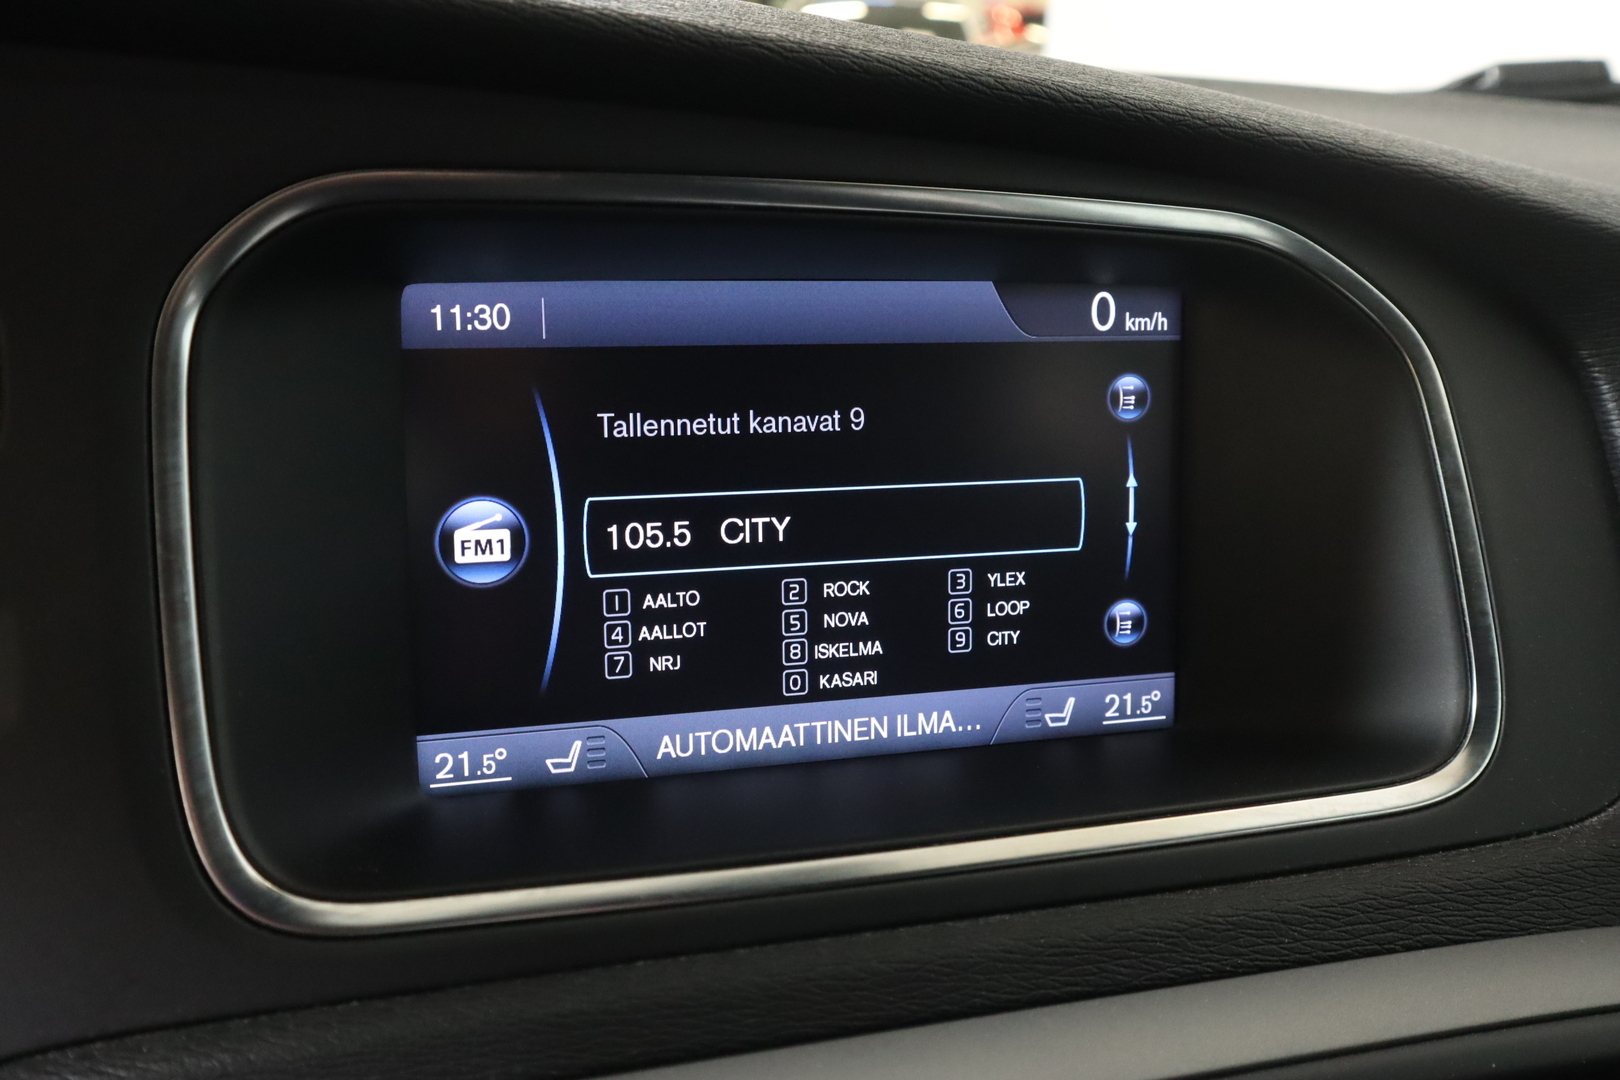 11:30 0 km/h
Tallennetut kanavat 9
FM1
105.5 CITY
1 AALTO 2 ROCK 3 YLEX
4 AALLOT 5 NOVA 6 LOOP
7 NRJ 8 ISKELMA 9 CITY
0 KASARI
21.5° AUTOMAATTINEN ILMA... 21.5°